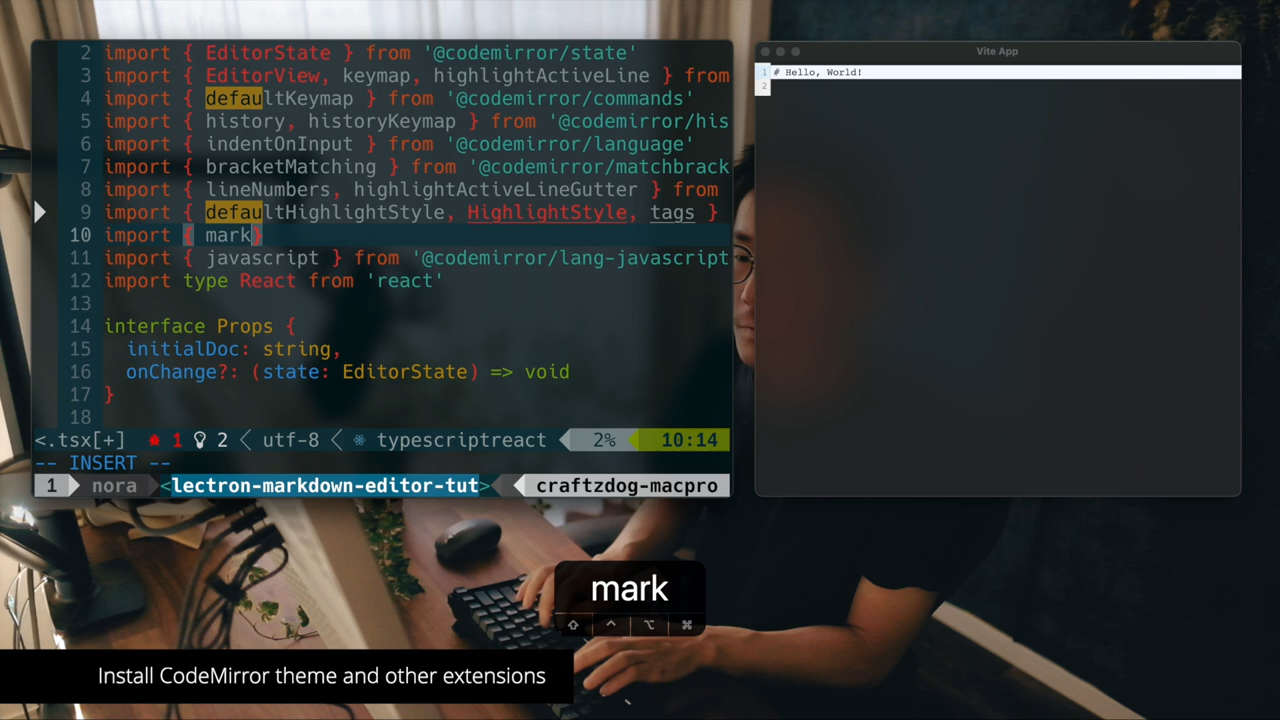 2 import { EditorState } from '@codemirror/state'
3 import { EditorView, keymap, highlightActiveLine } from
4 import { defaultKeymap } from '@codemirror/commands'
5 import { history, historyKeymap } from '@codemirror/his
6 import { indentOnInput } from '@codemirror/language'
7 import { bracketMatching } from '@codemirror/matchbrack
8 import { lineNumbers, highlightActiveLineGutter } from
9 import { defaultHighlightStyle, HighlightStyle, tags }
10 import { mark}
11 import { javascript } from '@codemirror/lang-javascript
12 import type React from 'react'
13
14 interface Props {
15 initialDoc: string,
16 onChange?: (state: EditorState) => void
17 }
18
<.tsx[+] 1 2 utf-8 typescriptreact 2% 10:14
-- INSERT --
1 nora <lectron-markdown-editor-tut> craftzdog-macpro
Vite App
1 # Hello, World!
2
mark
⇧ ^ ⌥ ⌘
Install CodeMirror theme and other extensions